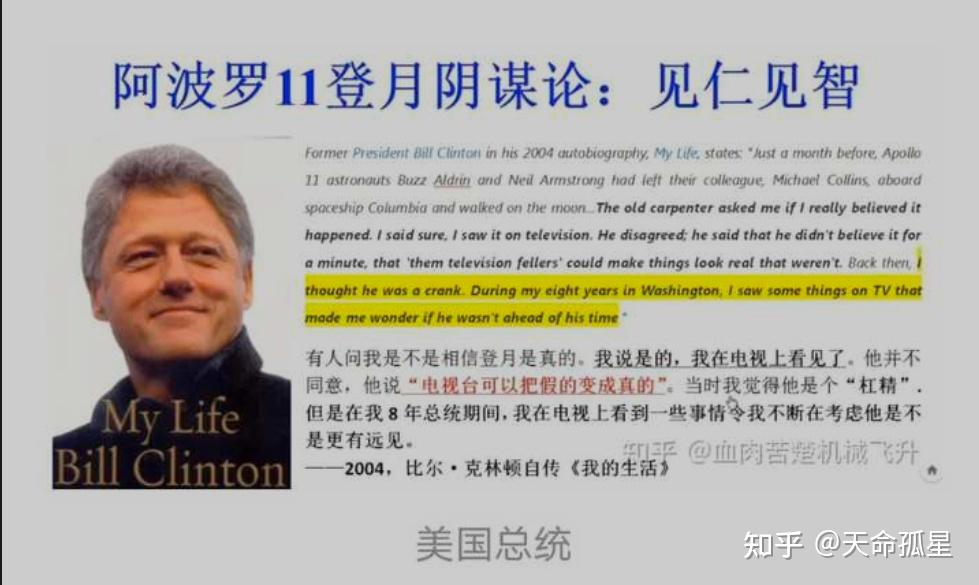 阿波罗11登月阴谋论：见仁见智
Former President Bill Clinton in his 2004 autobiography, My Life, states: "Just a month before, Apollo
11 astronauts Buzz Aldrin and Neil Armstrong had left their colleague, Michael Collins, aboard
spaceship Columbia and walked on the moon...The old carpenter asked me if I really believed it
happened. I said sure, I saw it on television. He disagreed; he said that he didn't believe it for
a minute, that 'them television fellers' could make things look real that weren't. Back then, I
thought he was a crank. During my eight years in Washington, I saw some things on TV that
made me wonder if he wasn't ahead of his time "
有人问我是不是相信登月是真的。我说是的，我在电视上看见了。他并不
同意，他说“电视台可以把假的变成真的”。当时我觉得他是个“杠精”.
但是在我8年总统期间，我在电视上看到一些事情令我不断在考虑他是不
是更有远见。
——2004，比尔·克林顿自传《我的生活》
My Life
Bill Clinton
知乎 @血肉苦楚机械飞升
美国总统
知乎 @天命孤星